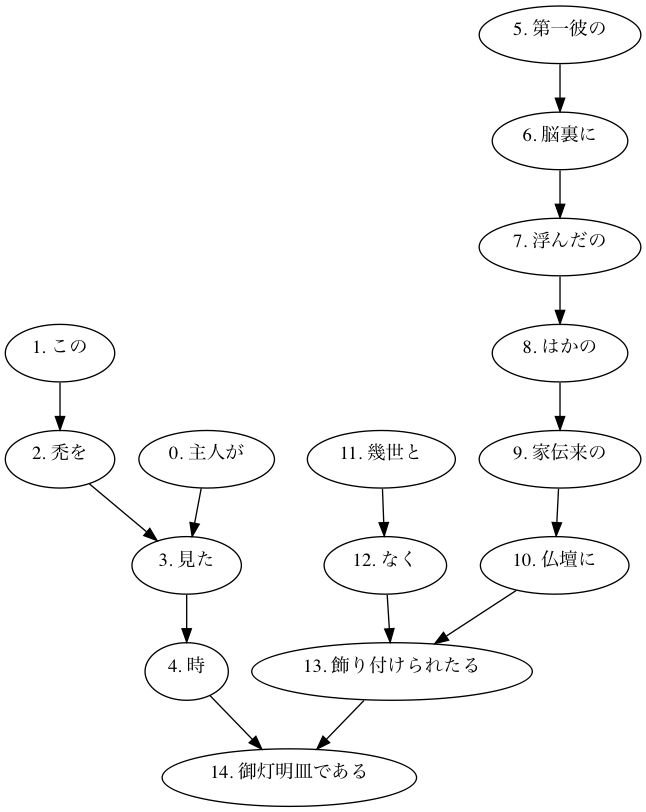 5. 第一彼の
6. 脳裏に
7. 浮んだの
1. この
8. はかの
2. 禿を
0. 主人が
11. 幾世と
9. 家伝来の
3. 見た
12. なく
10. 仏壇に
4. 時
13. 飾り付けられたる
14. 御灯明皿である